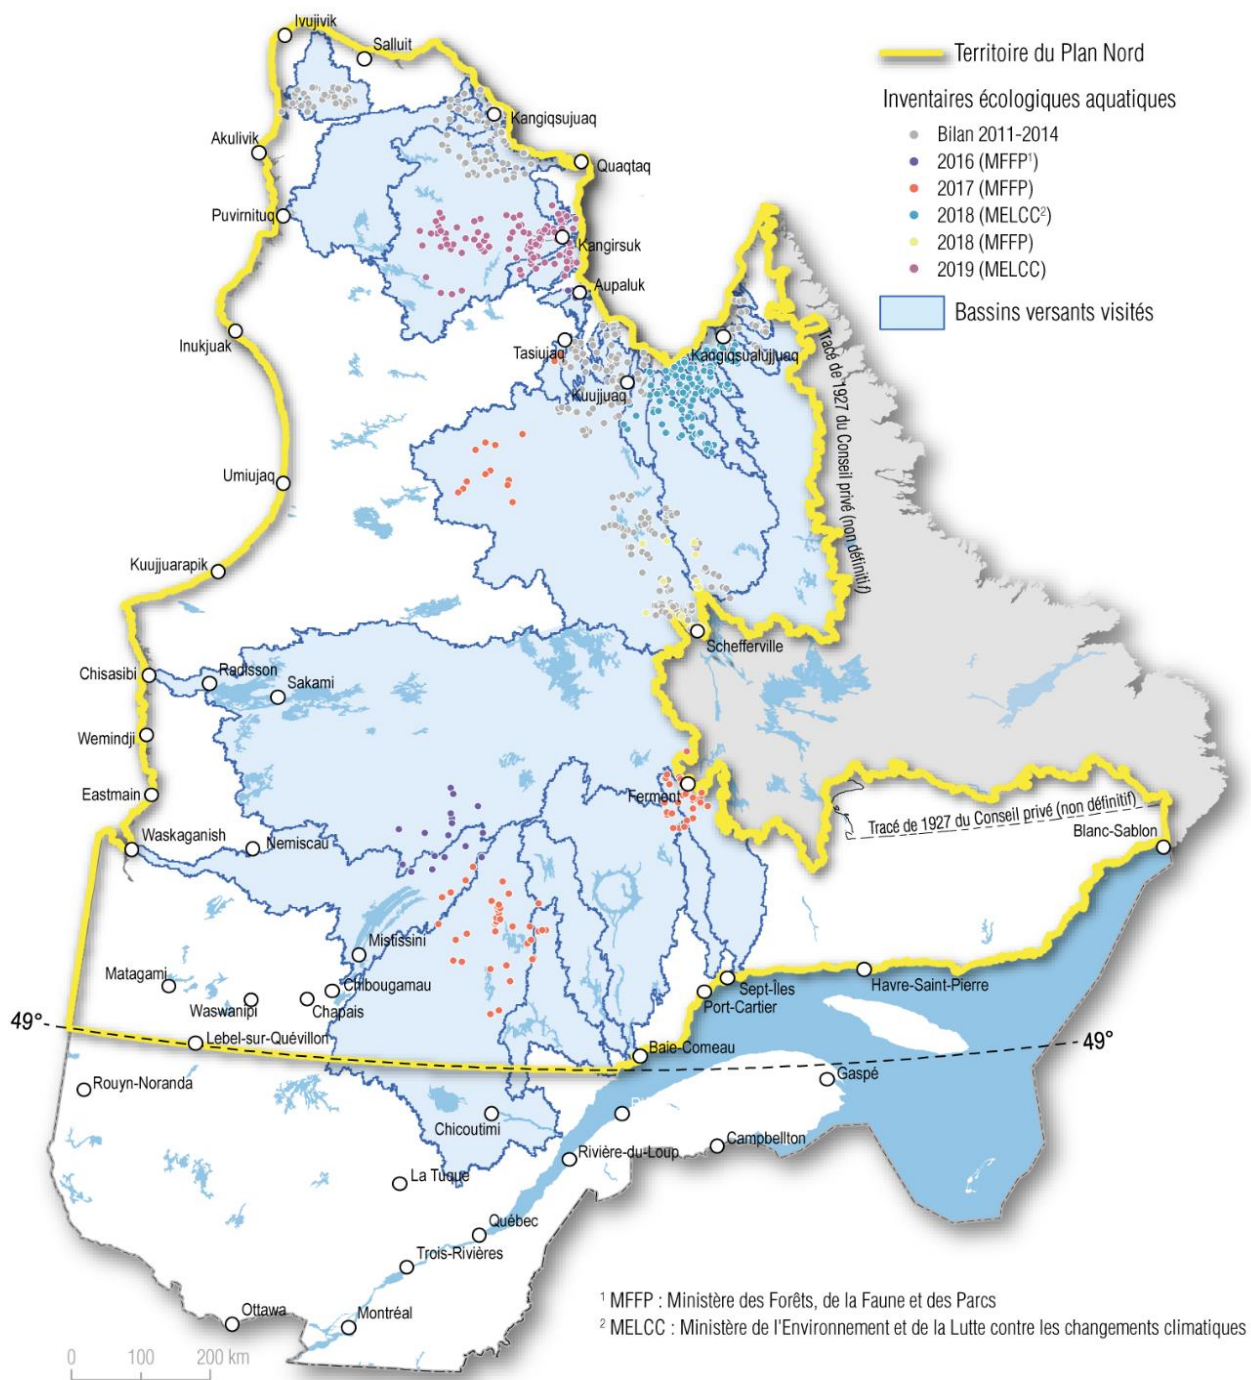 Ivujivik
Salluit
Territoire du Plan Nord
Inventaires écologiques aquatiques
Bilan 2011-2014
2016 (MFFP¹)
2017 (MFFP)
2018 (MELCC²)
2018 (MFFP)
2019 (MELCC)
Bassins versants visités
Kangiqsujuaq
Akulivik
Quaqtaq
Puvirnituq
Kangirsuk
Aupaluk
Inukjuak
Tasiujaq
Kangiqsualujjuaq
Kuujjuaq
Tracé de 1927 du Conseil privé (non définitif)
Umiujaq
Kuujjuarapik
Schefferville
Chisasibi
Radisson
Sakami
Wemindji
Eastmain
Fermont
Tracé de 1927 du Conseil privé (non définitif)
Blanc-Sablon
Waskaganish
Nemiscau
Mistissini
Matagami
Chibougamau
Waswanipi
Chapais
Sept-Îles
Port-Cartier
Havre-Saint-Pierre
49°
Lebel-sur-Quévillon
Baie-Comeau
49°
Rouyn-Noranda
Gaspé
Chicoutimi
Campbellton
Rivière-du-Loup
La Tuque
Québec
Trois-Rivières
Ottawa
Montréal
¹ MFFP : Ministère des Forêts, de la Faune et des Parcs
² MELCC : Ministère de l'Environnement et de la Lutte contre les changements climatiques
0 100 200 km